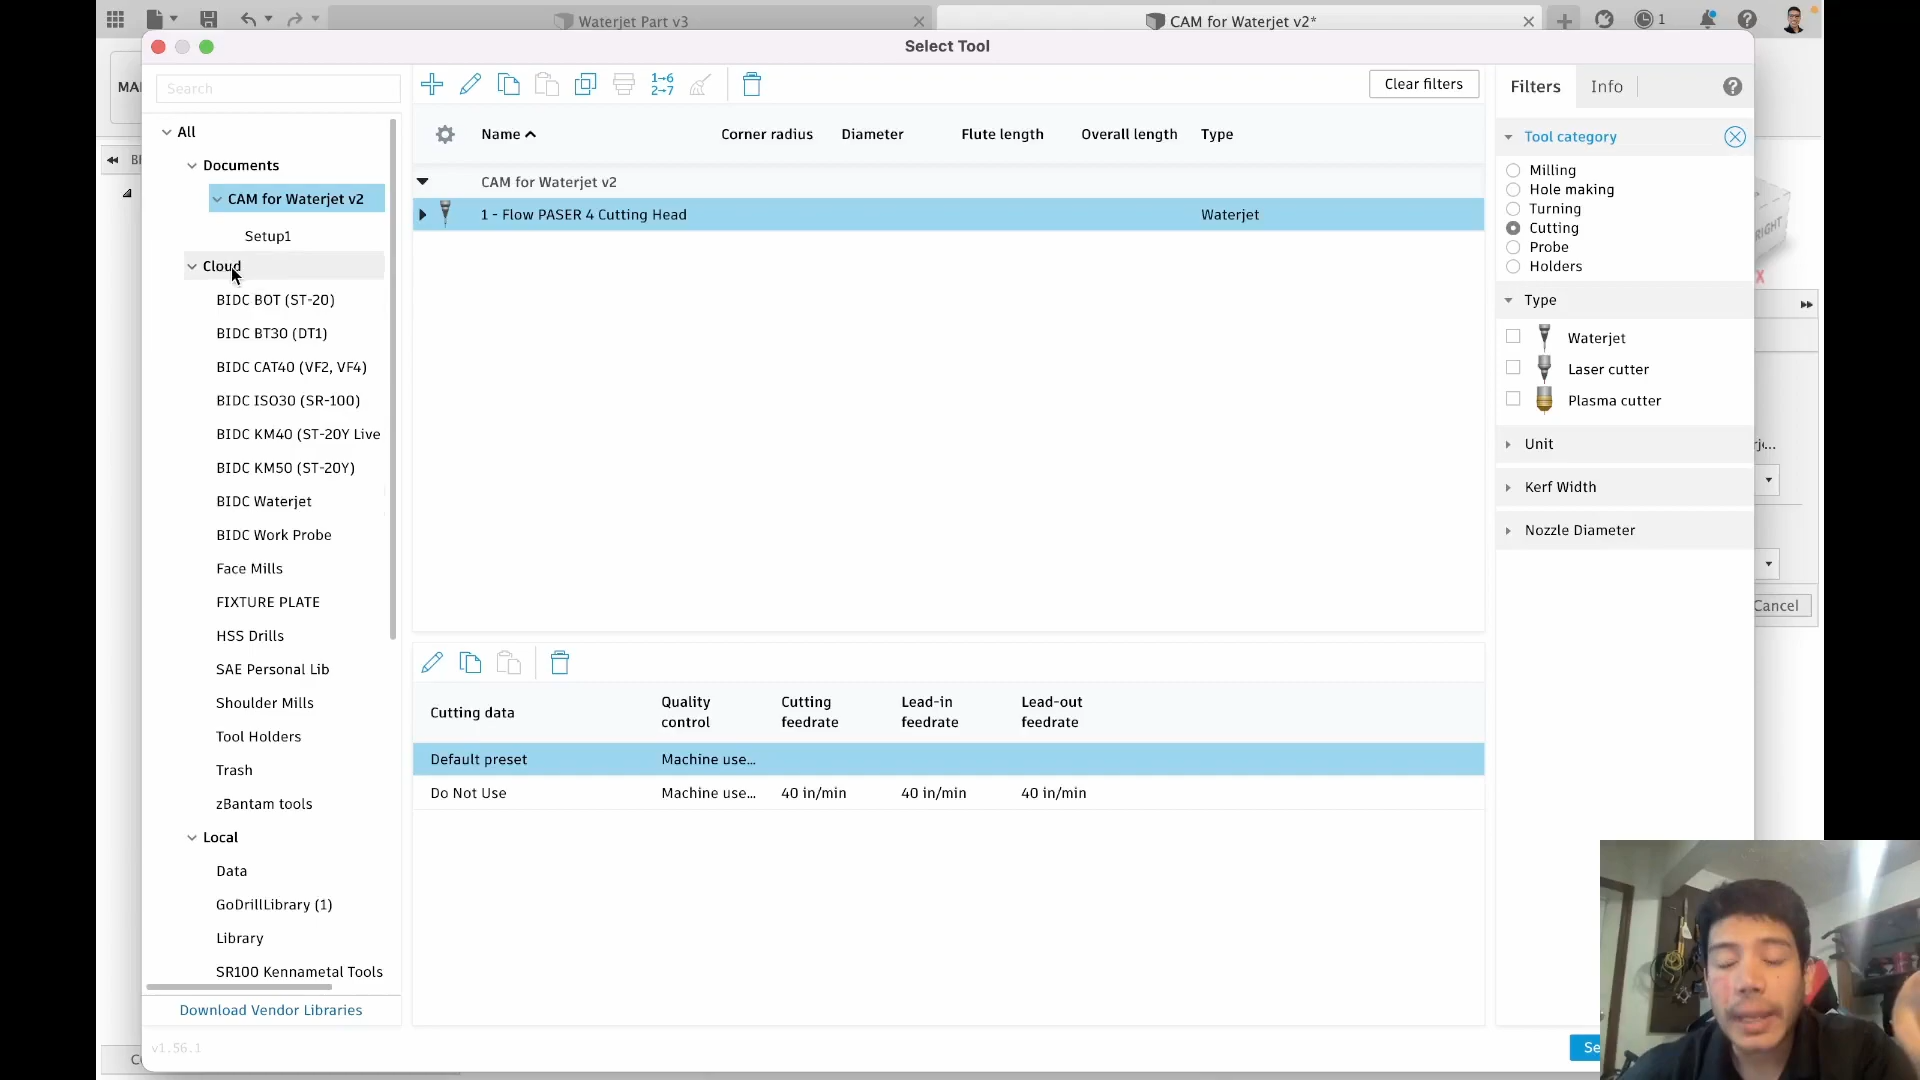 Waterjet Part v3
CAM for Waterjet v2*
1
Select Tool
MA
Search
1→6
2→7
Clear filters
Filters
Info
Name
Corner radius
Diameter
Flute length
Overall length
Type
All
Documents
CAM for Waterjet v2
Setup1
Cloud
BIDC BOT (ST-20)
BIDC BT30 (DT1)
BIDC CAT40 (VF2, VF4)
BIDC ISO30 (SR-100)
BIDC KM40 (ST-20Y Live
BIDC KM50 (ST-20Y)
BIDC Waterjet
BIDC Work Probe
Face Mills
FIXTURE PLATE
HSS Drills
SAE Personal Lib
Shoulder Mills
Tool Holders
Trash
zBantam tools
Local
Data
GoDrillLibrary (1)
Library
SR100 Kennametal Tools
Download Vendor Libraries
v1.56.1
CAM for Waterjet v2
1 - Flow PASER 4 Cutting Head
Waterjet
Cutting data
Quality control
Cutting feedrate
Lead-in feedrate
Lead-out feedrate
Default preset
Machine use...
Do Not Use
Machine use...
40 in/min
40 in/min
40 in/min
Tool category
Milling
Hole making
Turning
Cutting
Probe
Holders
Type
Waterjet
Laser cutter
Plasma cutter
Unit
Kerf Width
Nozzle Diameter
RIGHT
X
Cancel
Se